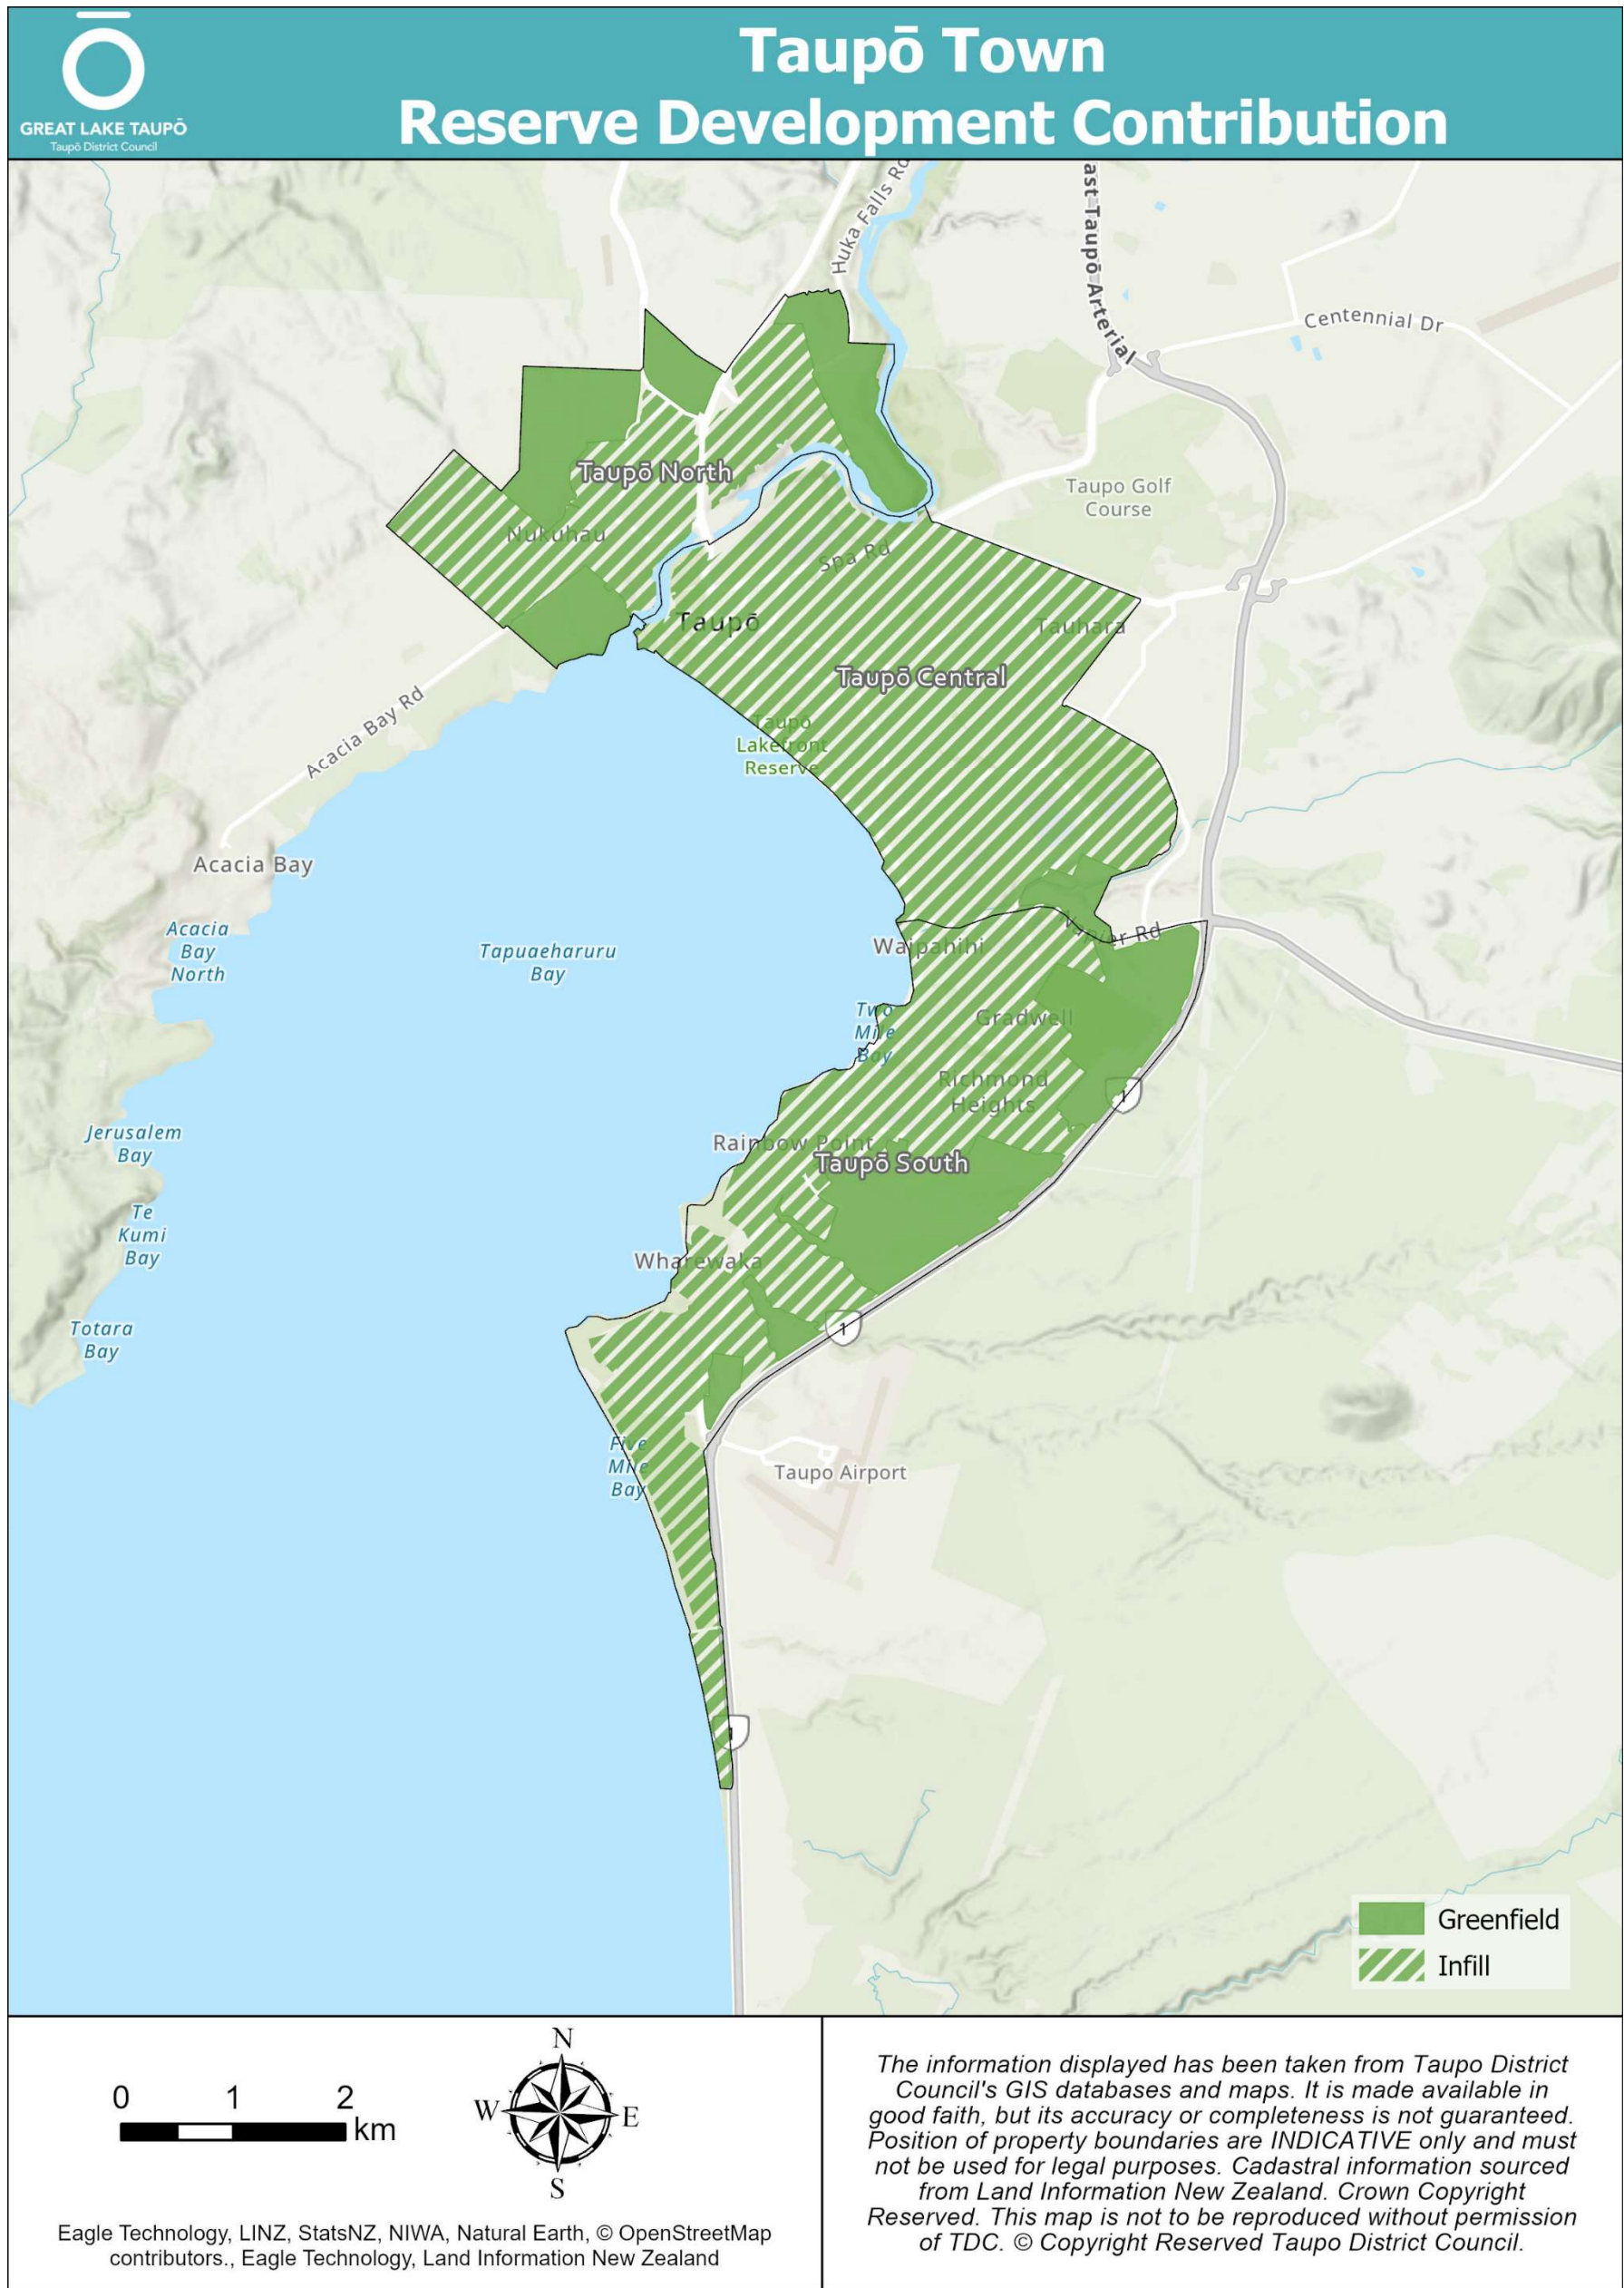 GREAT LAKE TAUPŌ
Taupō District Council
Taupō Town
Reserve Development Contribution
Huka Falls Rd
ast Taupō Arterial
Centennial Dr
Taupō North
Nukuhau
Taupo Golf
Course
Spa Rd
Taupō
Tauhara
Taupō Central
Acacia Bay Rd
Taupo
Lakefront
Reserve
Acacia Bay
Acacia
Bay
North
Tapuaeharuru
Bay
Waipahihi
Napier Rd
Two
Mile
Bay
Gradwell
Richmond
Heights
1
Jerusalem
Bay
Rainbow Point
Taupō South
Te
Kumi
Bay
Wharewaka
Totara
Bay
1
Five
Mile
Bay
Taupo Airport
1
Greenfield
Infill
0 1 2
km
N
W E
S
Eagle Technology, LINZ, StatsNZ, NIWA, Natural Earth, © OpenStreetMap
contributors., Eagle Technology, Land Information New Zealand
The information displayed has been taken from Taupo District
Council's GIS databases and maps. It is made available in
good faith, but its accuracy or completeness is not guaranteed.
Position of property boundaries are INDICATIVE only and must
not be used for legal purposes. Cadastral information sourced
from Land Information New Zealand. Crown Copyright
Reserved. This map is not to be reproduced without permission
of TDC. © Copyright Reserved Taupo District Council.